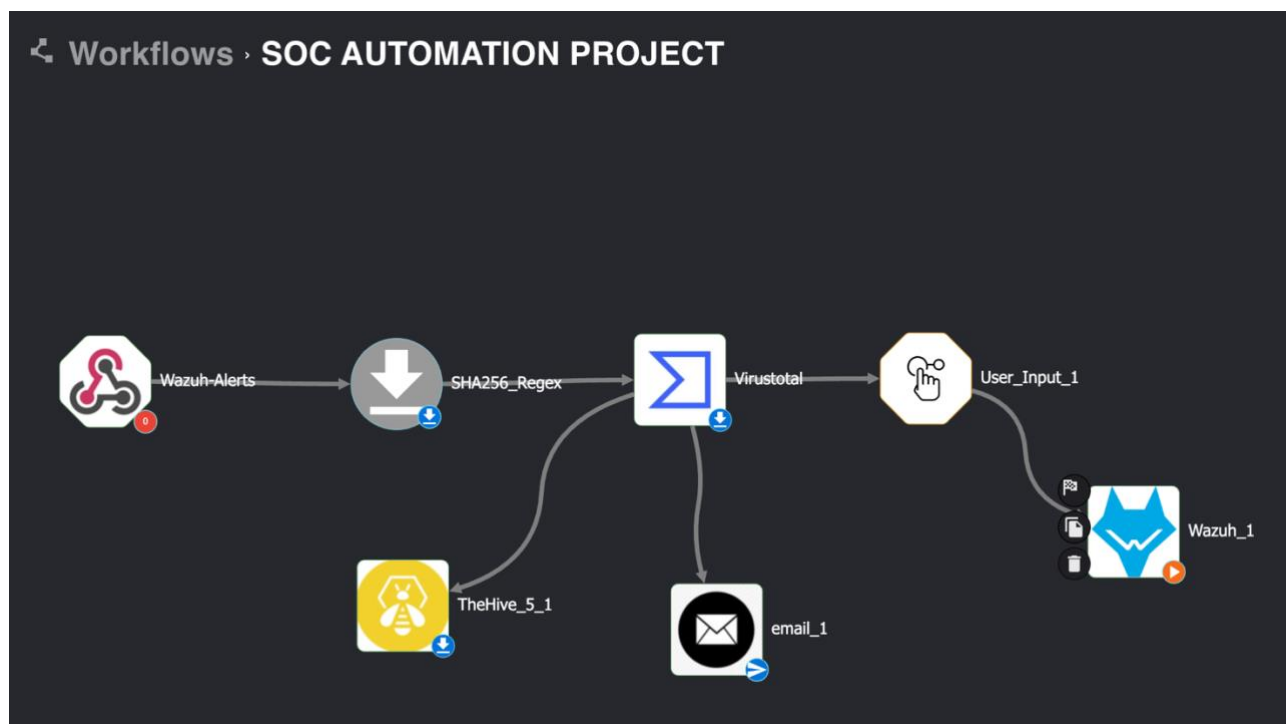 Workflows › SOC AUTOMATION PROJECT
Wazuh-Alerts
0
SHA256_Regex
Virustotal
User_Input_1
Wazuh_1
TheHive_5_1
email_1